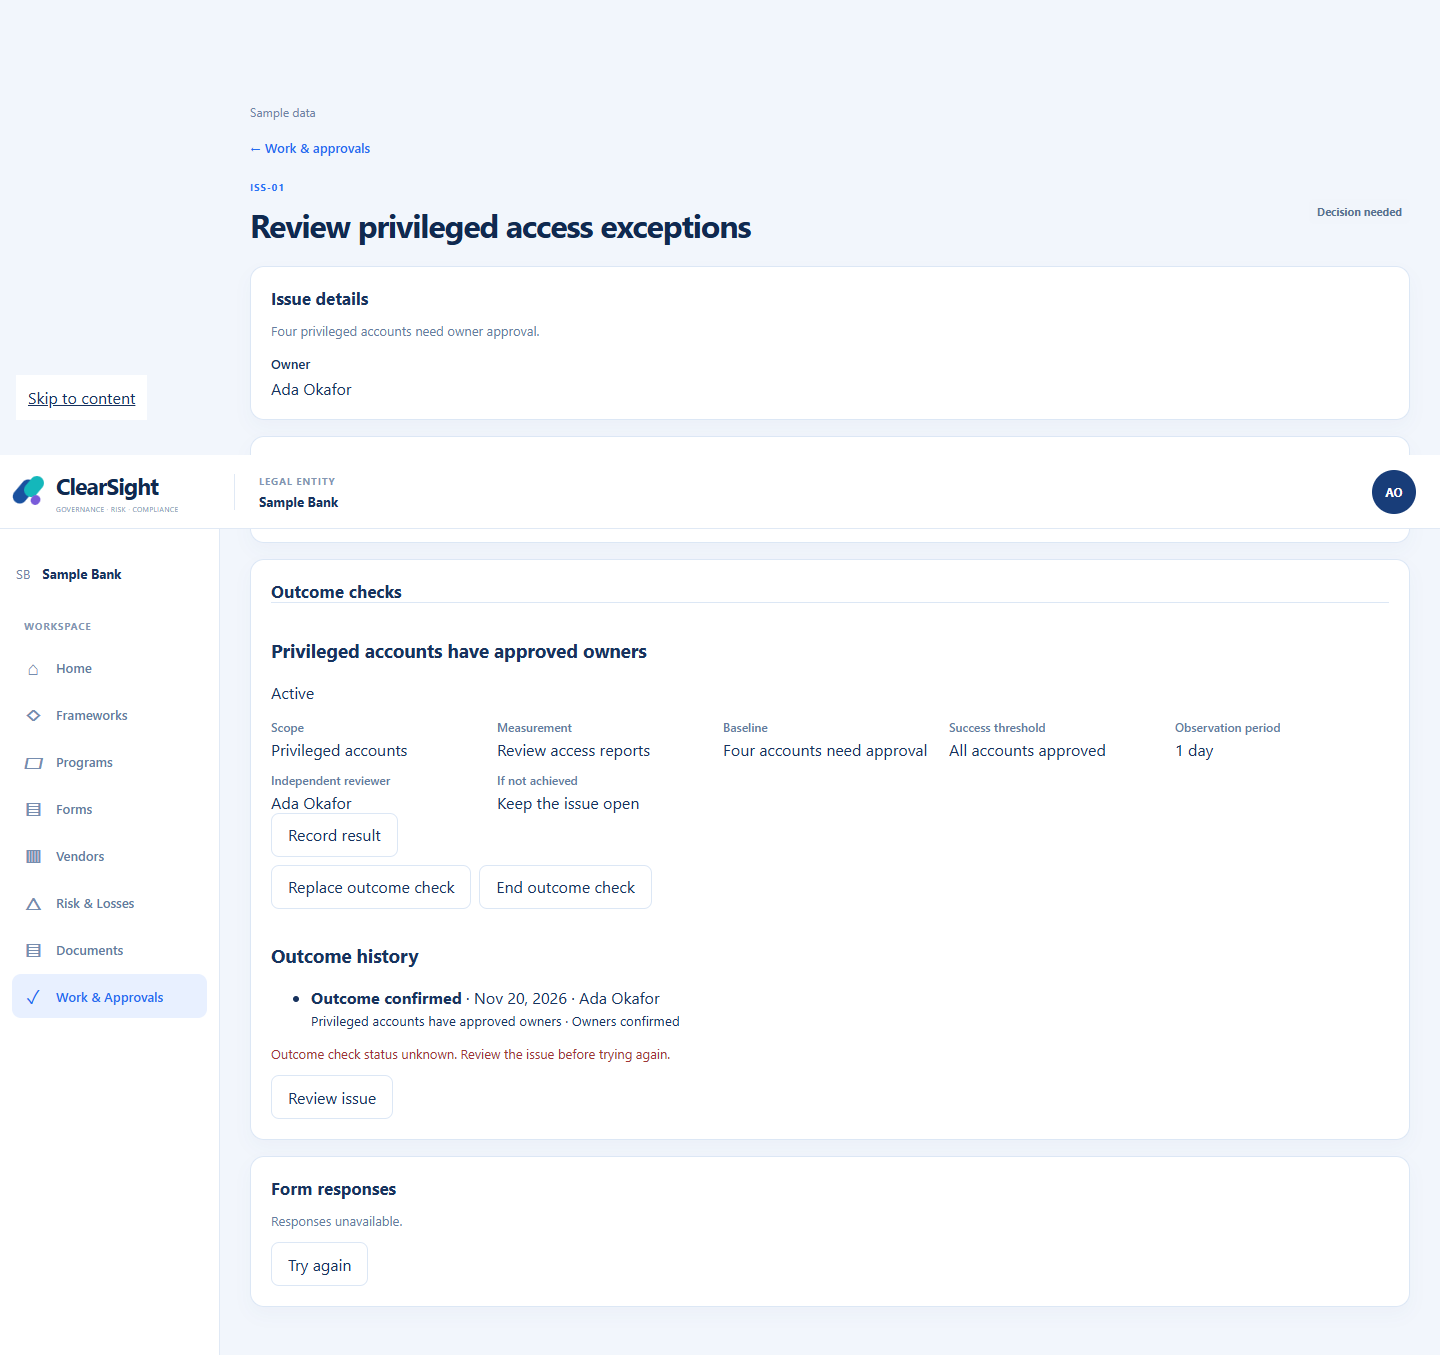 Sample data
← Work & approvals
ISS-01
Review privileged access exceptions
Decision needed
Issue details
Four privileged accounts need owner approval.
Owner
Ada Okafor
Skip to content
ClearSight
GOVERNANCE · RISK · COMPLIANCE
LEGAL ENTITY
Sample Bank
AO
SB Sample Bank
WORKSPACE
Home
Frameworks
Programs
Forms
Vendors
Risk & Losses
Documents
Work & Approvals
Outcome checks
Privileged accounts have approved owners
Active
Scope
Privileged accounts
Measurement
Review access reports
Baseline
Four accounts need approval
Success threshold
All accounts approved
Observation period
1 day
Independent reviewer
Ada Okafor
If not achieved
Keep the issue open
Record result
Replace outcome check
End outcome check
Outcome history
Outcome confirmed · Nov 20, 2026 · Ada Okafor
Privileged accounts have approved owners · Owners confirmed
Outcome check status unknown. Review the issue before trying again.
Review issue
Form responses
Responses unavailable.
Try again